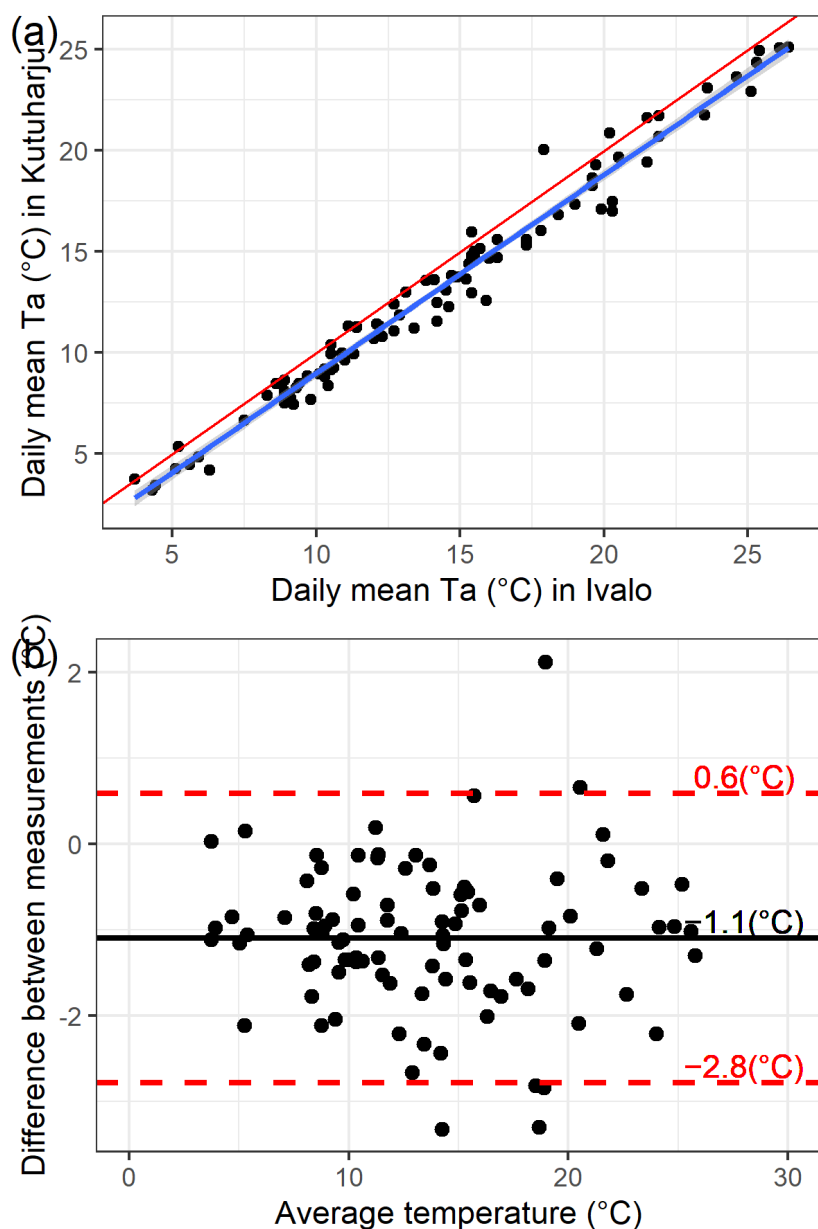 (a)
Daily mean Ta (°C) in Kutuharju
25
20
15
10
5
5 10 15 20 25
Daily mean Ta (°C) in Ivalo
(b)
Difference between measurements (°C)
2
0
−2
0.6(°C)
−1.1(°C)
−2.8(°C)
0 10 20 30
Average temperature (°C)